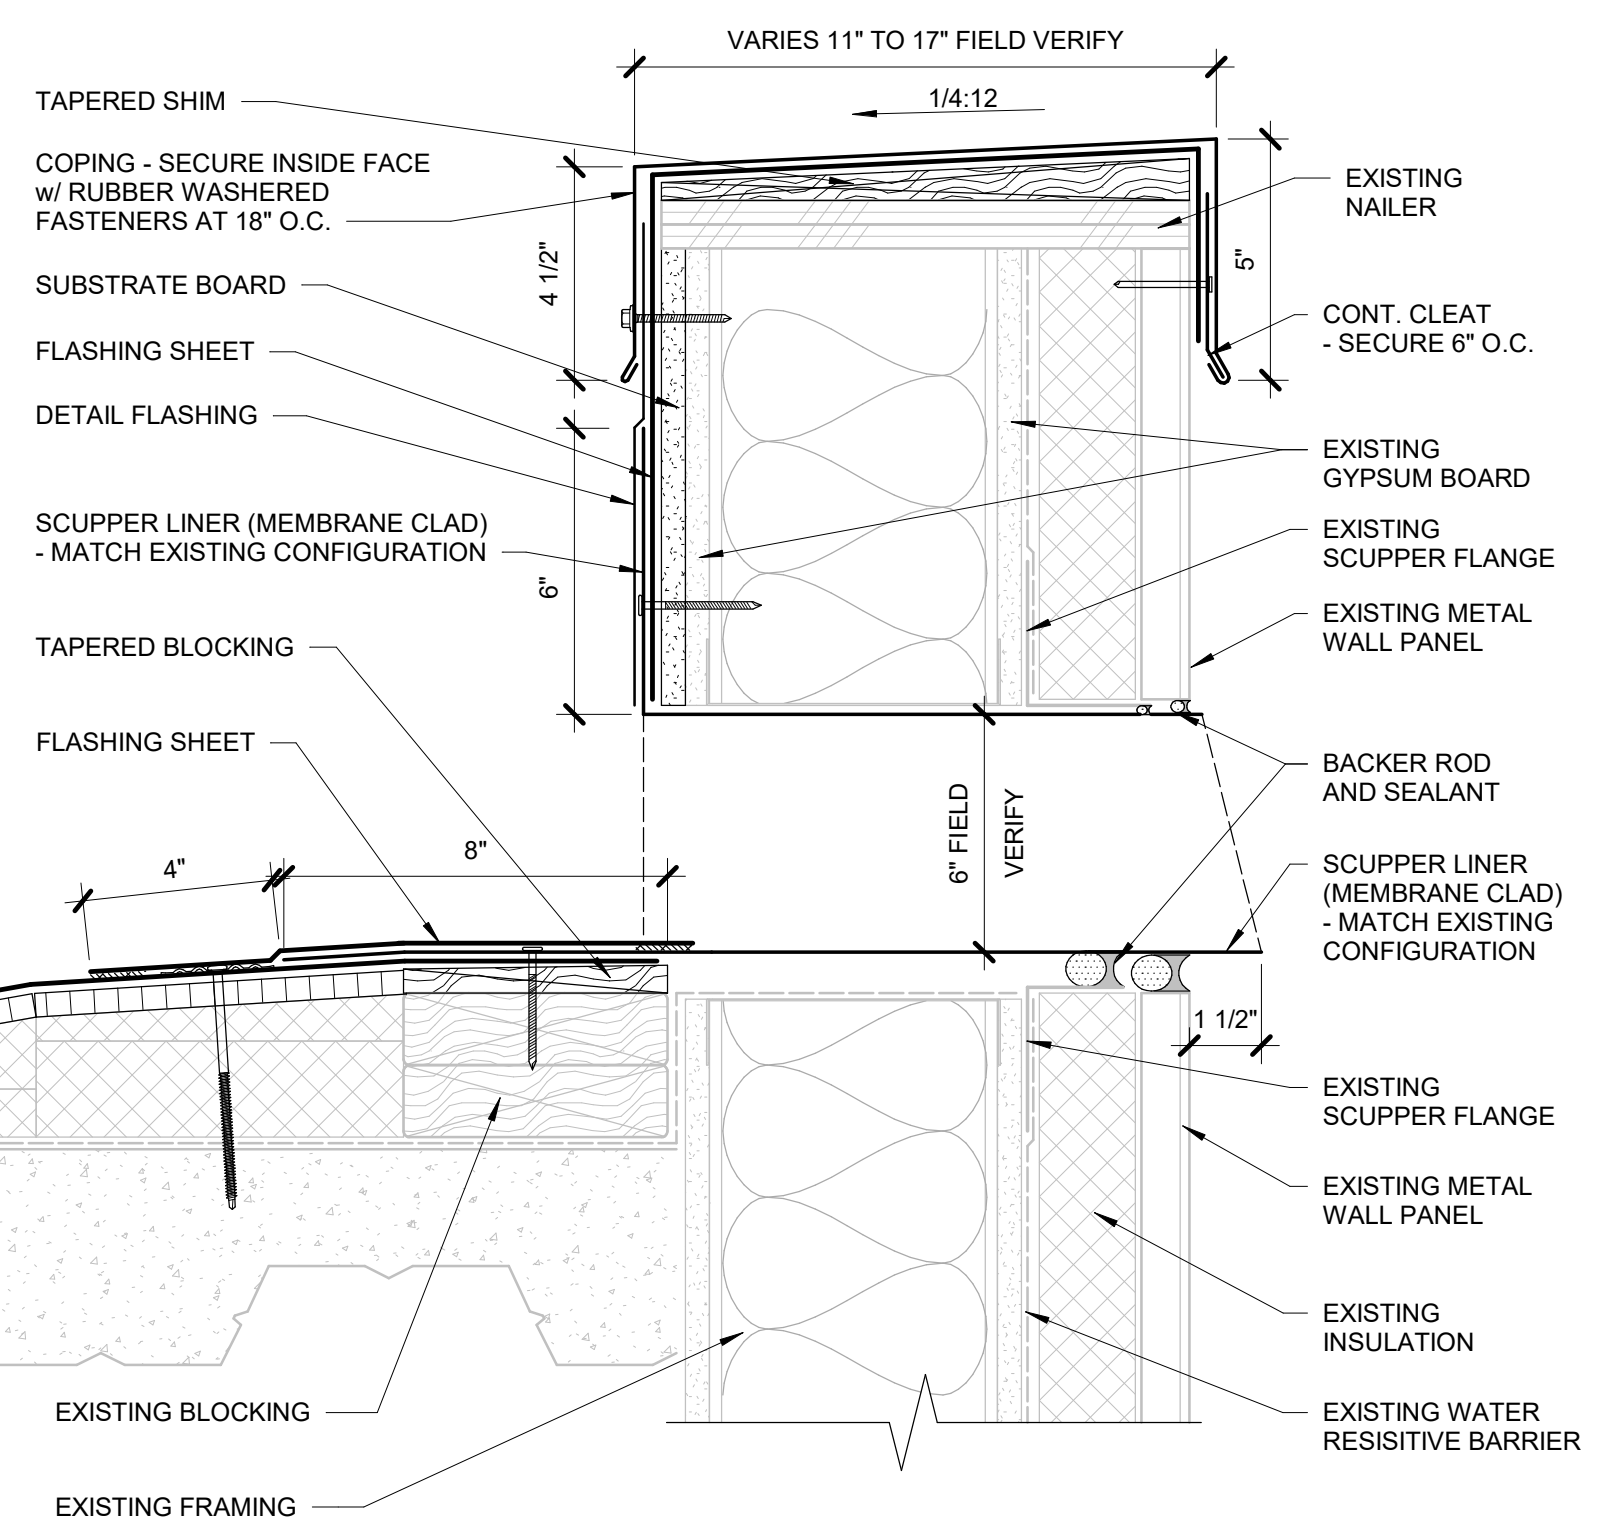 VARIES 11" TO 17" FIELD VERIFY
1/4:12
TAPERED SHIM
COPING - SECURE INSIDE FACE
w/ RUBBER WASHERED
FASTENERS AT 18" O.C.
SUBSTRATE BOARD
FLASHING SHEET
DETAIL FLASHING
SCUPPER LINER (MEMBRANE CLAD)
- MATCH EXISTING CONFIGURATION
TAPERED BLOCKING
FLASHING SHEET
4 1/2"
6"
4"
8"
6" FIELD
VERIFY
5"
EXISTING
NAILER
CONT. CLEAT
- SECURE 6" O.C.
EXISTING
GYPSUM BOARD
EXISTING
SCUPPER FLANGE
EXISTING METAL
WALL PANEL
BACKER ROD
AND SEALANT
SCUPPER LINER
(MEMBRANE CLAD)
- MATCH EXISTING
CONFIGURATION
1 1/2"
EXISTING
SCUPPER FLANGE
EXISTING METAL
WALL PANEL
EXISTING
INSULATION
EXISTING WATER
RESISITIVE BARRIER
EXISTING BLOCKING
EXISTING FRAMING